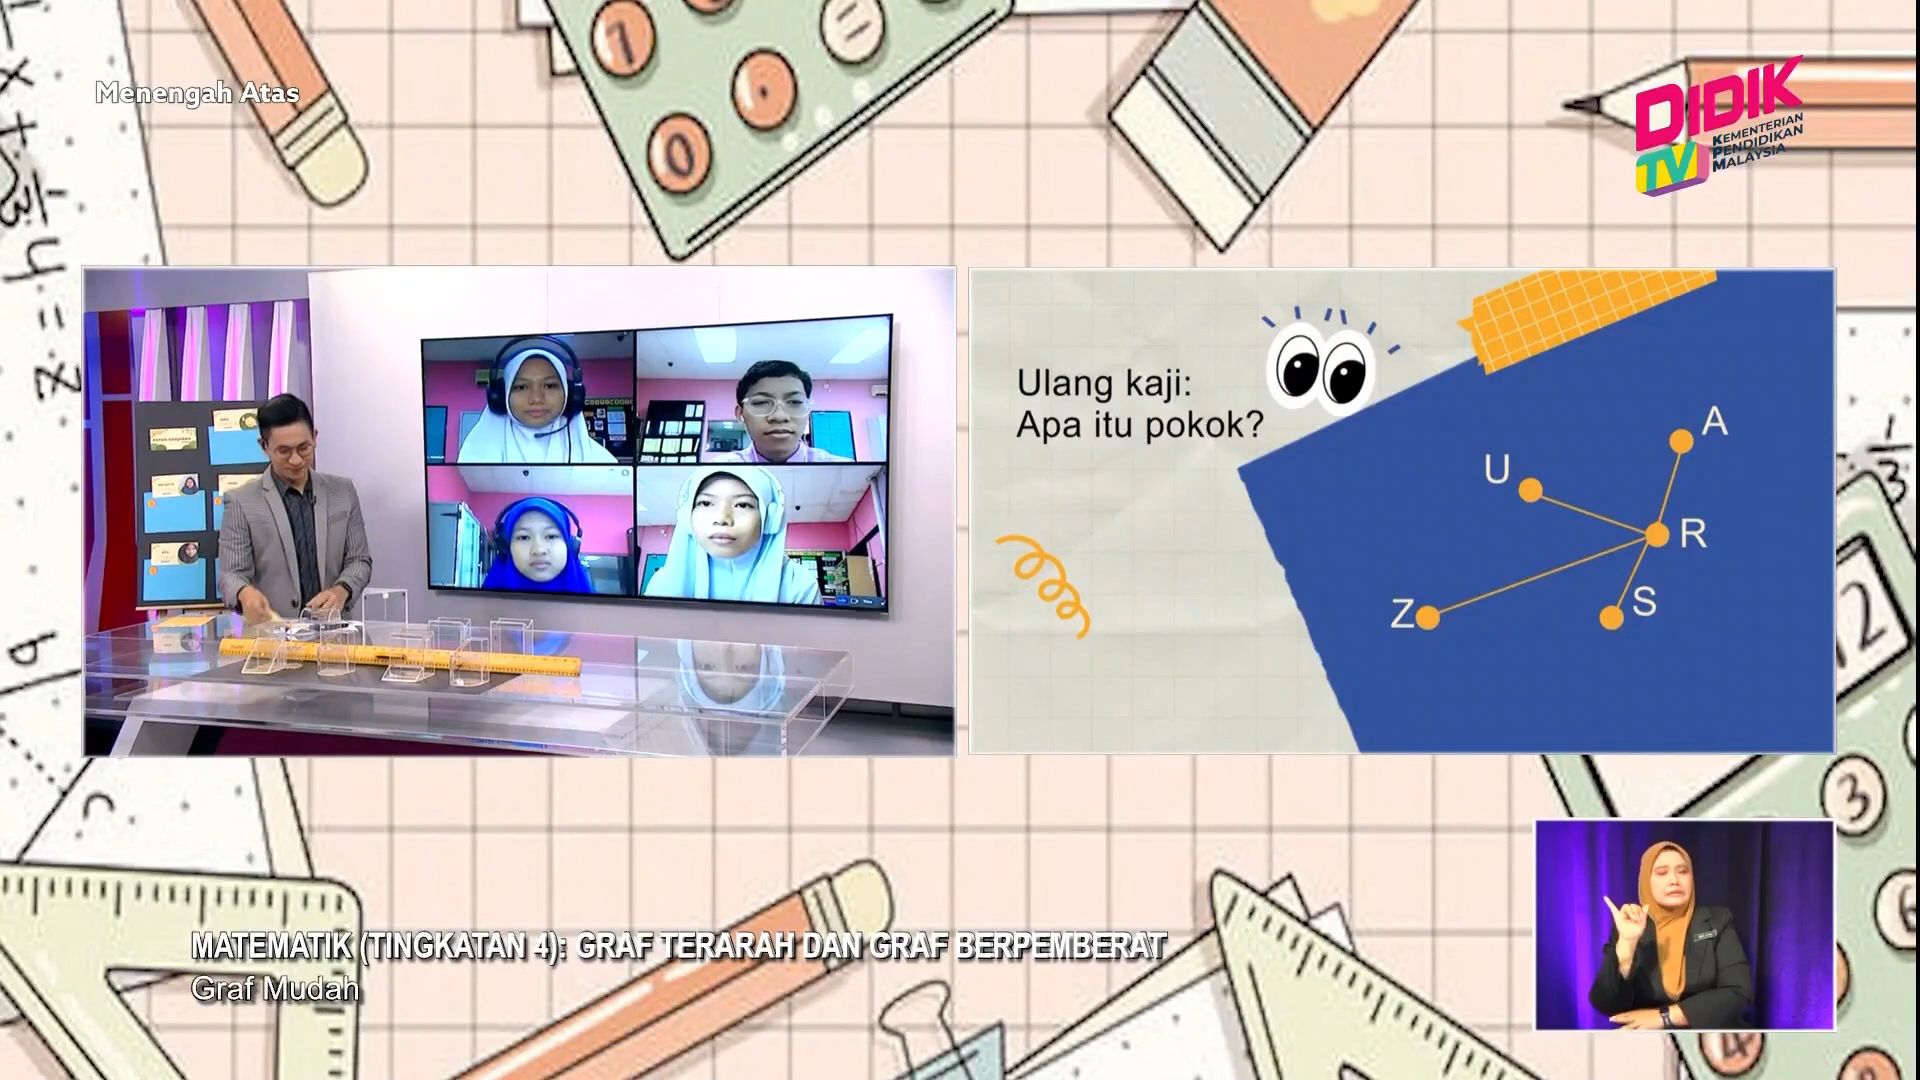 Menengah Atas
DIDIK
TV
KEMENTERIAN
PENDIDIKAN
MALAYSIA
Ulang kaji:
Apa itu pokok?
A
U
R
Z
S
MATEMATIK (TINGKATAN 4): GRAF TERARAH DAN GRAF BERPEMBERAT
Graf Mudah